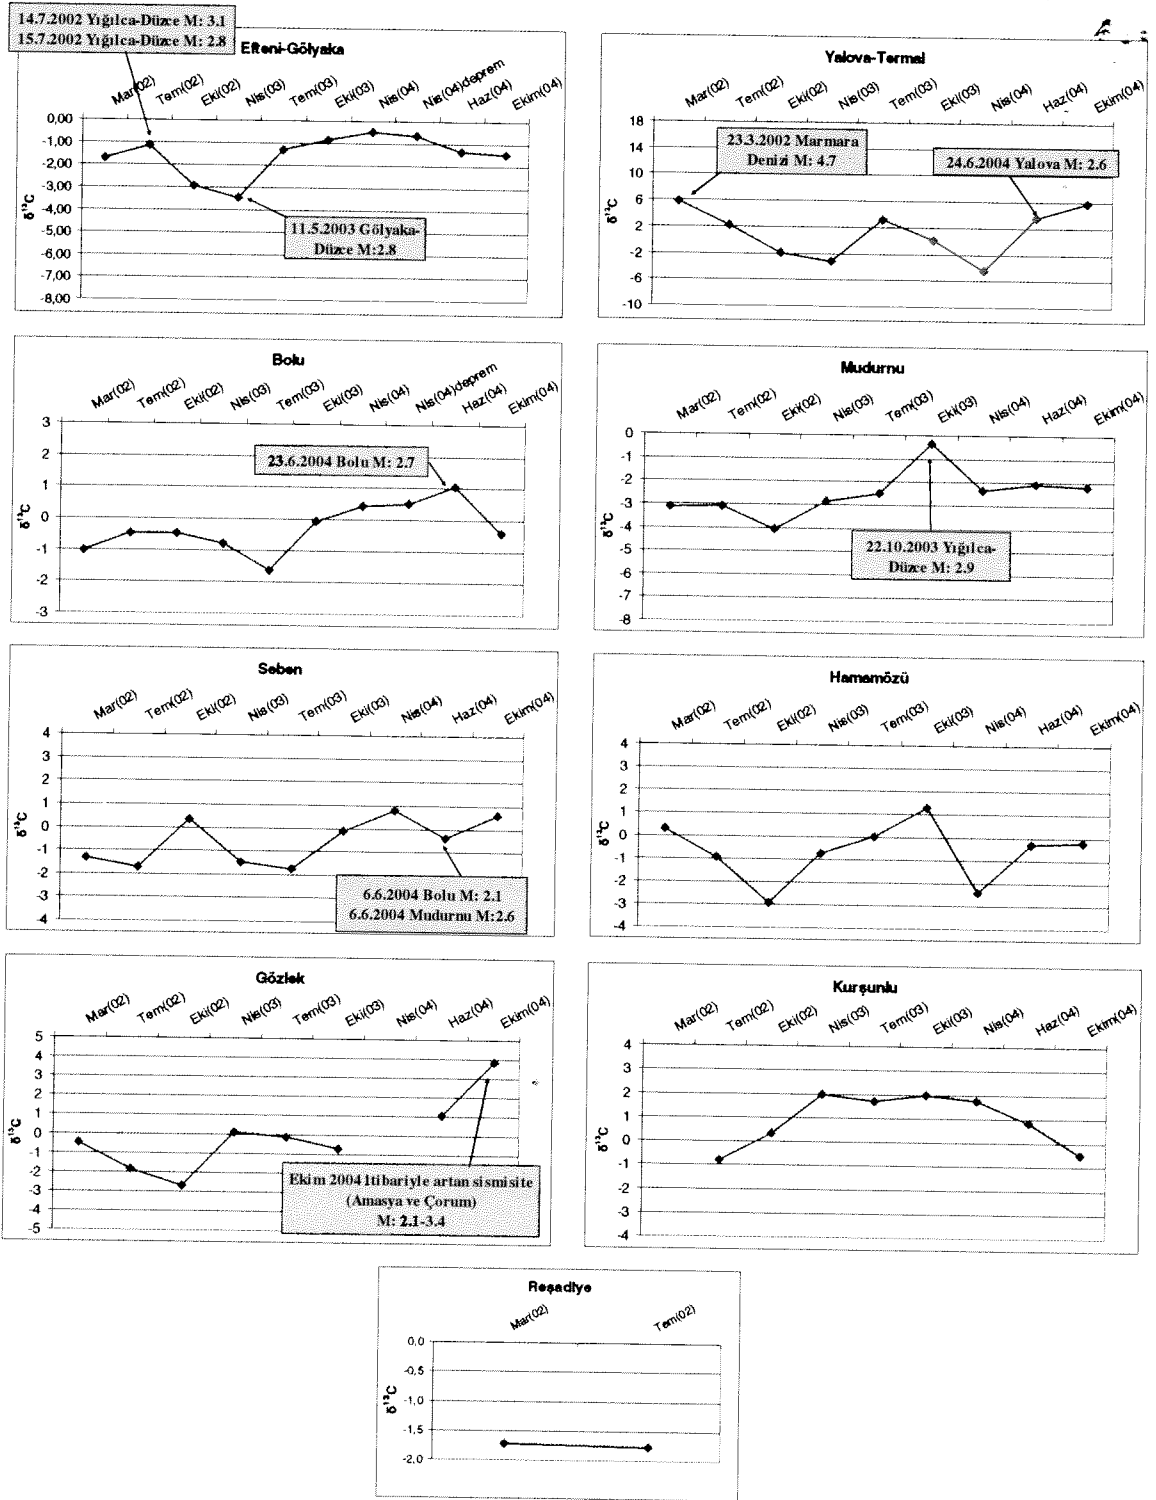 14.7.2002 Yığılca-Düzce M: 3.1
15.7.2002 Yığılca-Düzce M: 2.8
Efteni-Gölyaka
Mar(02) Tem(02) Eki(02) Nis(03) Tem(03) Eki(03) Nis(04) Nis(04)deprem Haz(04) Ekim(04)
0,00
-1,00
-2,00
-3,00
-4,00
-5,00
-6,00
-7,00
-8,00
δ¹³C
11.5.2003 Gölyaka-
Düzce M:2.8
Yalova-Termal
Mar(02) Tem(02) Eki(02) Nis(03) Tem(03) Eki(03) Nis(04) Haz(04) Ekim(04)
18
14
10
6
2
-2
-6
-10
δ¹³C
23.3.2002 Marmara
Denizi M: 4.7
24.6.2004 Yalova M: 2.6
Bolu
Mar(02) Tem(02) Eki(02) Nis(03) Tem(03) Eki(03) Nis(04) Nis(04)deprem Haz(04) Ekim(04)
3
2
1
0
-1
-2
-3
δ¹³C
23.6.2004 Bolu M: 2.7
Mudurnu
Mar(02) Tem(02) Eki(02) Nis(03) Tem(03) Eki(03) Nis(04) Haz(04) Ekim(04)
0
-1
-2
-3
-4
-5
-6
-7
-8
δ¹³C
22.10.2003 Yığılca-
Düzce M: 2.9
Seben
Mar(02) Tem(02) Eki(02) Nis(03) Tem(03) Eki(03) Nis(04) Haz(04) Ekim(04)
4
3
2
1
0
-1
-2
-3
-4
δ¹³C
6.6.2004 Bolu M: 2.1
6.6.2004 Mudurnu M:2.6
Hamamözü
Mar(02) Tem(02) Eki(02) Nis(03) Tem(03) Eki(03) Nis(04) Haz(04) Ekim(04)
4
3
2
1
0
-1
-2
-3
-4
δ¹³C
Gözlek
Mar(02) Tem(02) Eki(02) Nis(03) Tem(03) Eki(03) Nis(04) Haz(04) Ekim(04)
5
4
3
2
1
0
-1
-2
-3
-4
-5
δ¹³C
Ekim 2004 Itibariyle artan sismisite
(Amasya ve Çorum)
M: 2.1-3.4
Kurşunlu
Mar(02) Tem(02) Eki(02) Nis(03) Tem(03) Eki(03) Nis(04) Haz(04) Ekim(04)
4
3
2
1
0
-1
-2
-3
-4
δ¹³C
Reşadiye
Mar(02) Tem(02)
0,0
-0,5
-1,0
-1,5
-2,0
δ¹³C